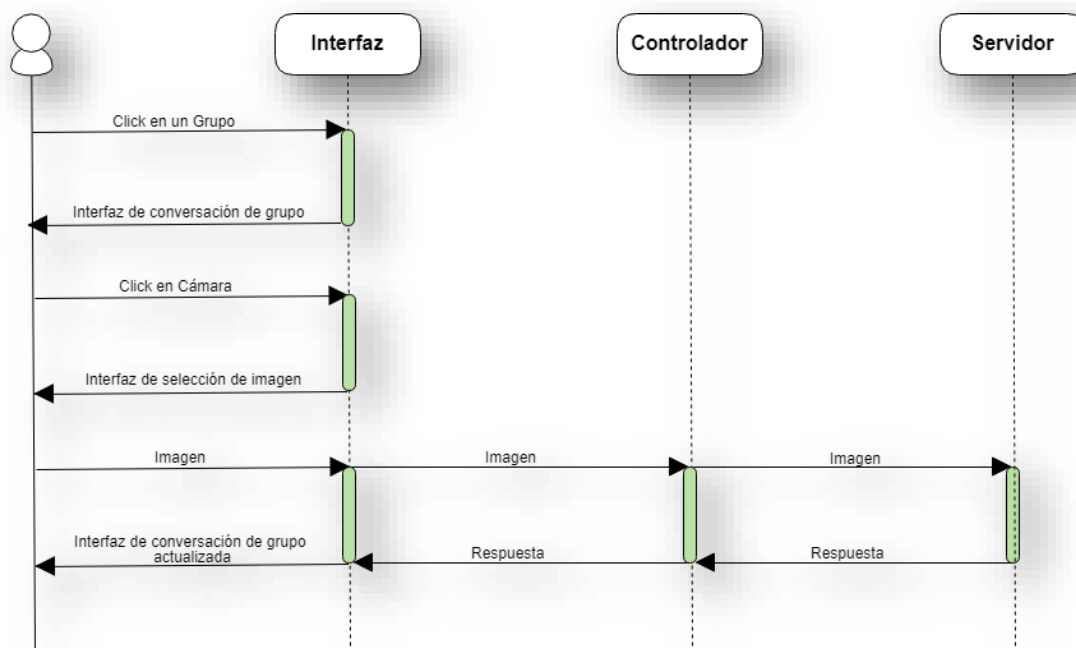 Interfaz
Controlador
Servidor
Click en un Grupo
Interfaz de conversación de grupo
Click en Cámara
Interfaz de selección de imagen
Imagen
Imagen
Imagen
Interfaz de conversación de grupo
actualizada
Respuesta
Respuesta